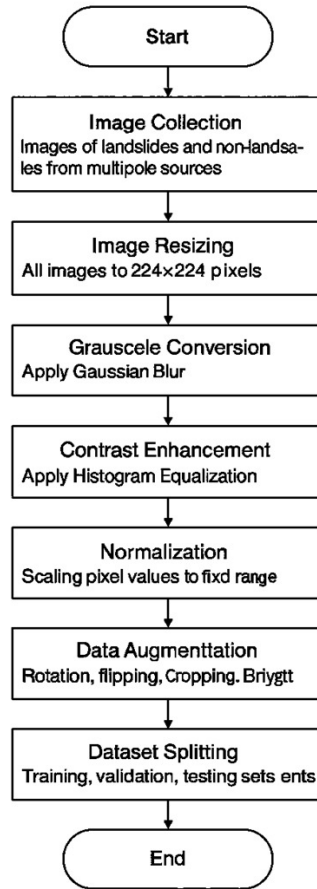 Start
Image Collection
Images of landslides and non-landsa-
les from multipole sources
Image Resizing
All images to 224×224 pixels
Grauscele Conversion
Apply Gaussian Blur
Contrast Enhancement
Apply Histogram Equalization
Normalization
Scaling pixel values to fixd range
Data Augmenttation
Rotation, flipping, Cropping. Briygtt
Dataset Splitting
Training, validation, testing sets ents
End